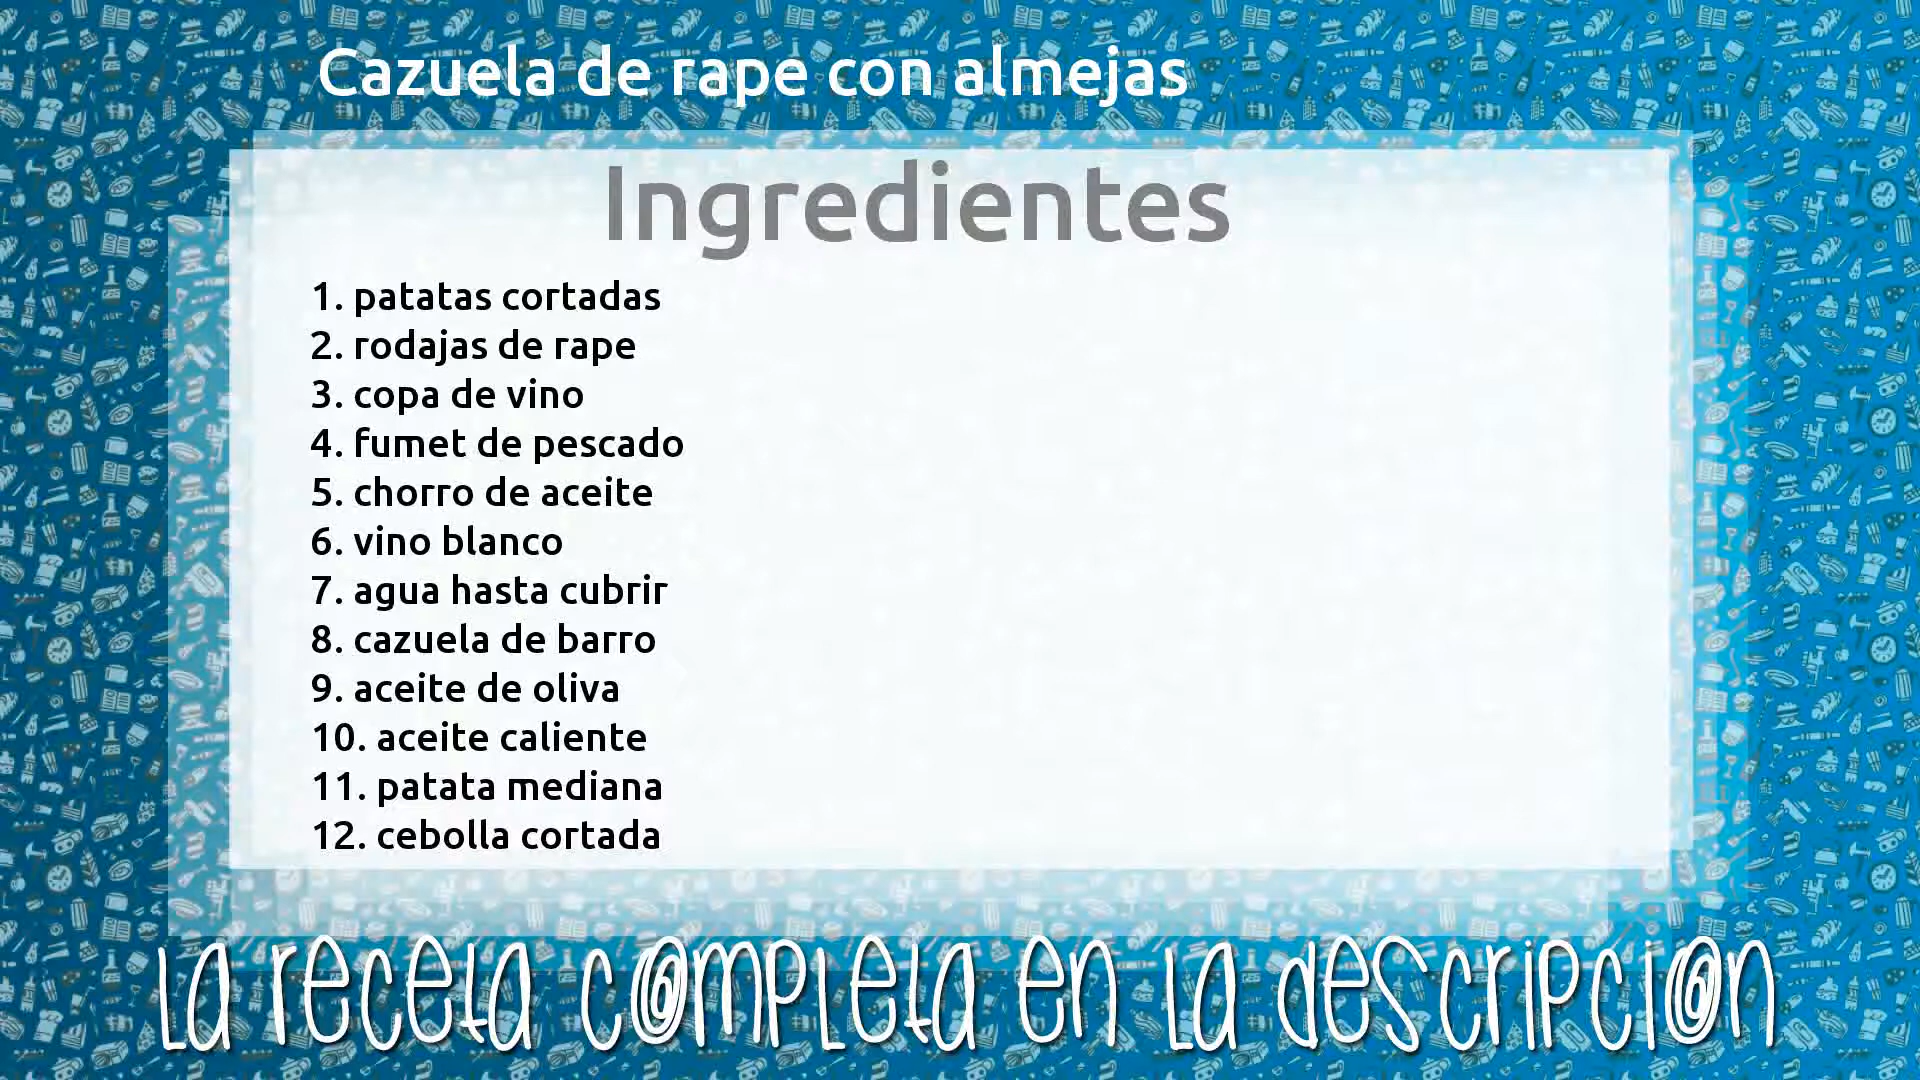 Cazuela de rape con almejas
Ingredientes
1. patatas cortadas
2. rodajas de rape
3. copa de vino
4. fumet de pescado
5. chorro de aceite
6. vino blanco
7. agua hasta cubrir
8. cazuela de barro
9. aceite de oliva
10. aceite caliente
11. patata mediana
12. cebolla cortada
La receta completa en la descripcion